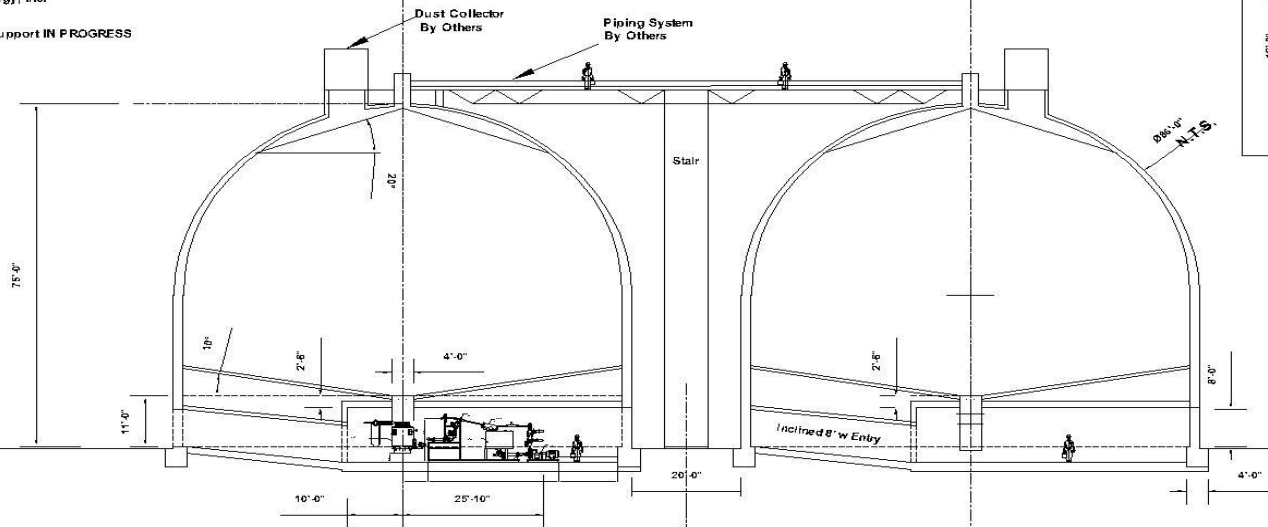 Dust Collector
By Others
Piping System
By Others
upport IN PROGRESS
Ø86'-0"
N.T.S.
Stair
20°
75'-0"
10°
2'-6"
4'-0"
2'-6"
8'-0"
11'-0"
Inclined 8' w Entry
20'-0"
4'-0"
10'-0"
25'-10"